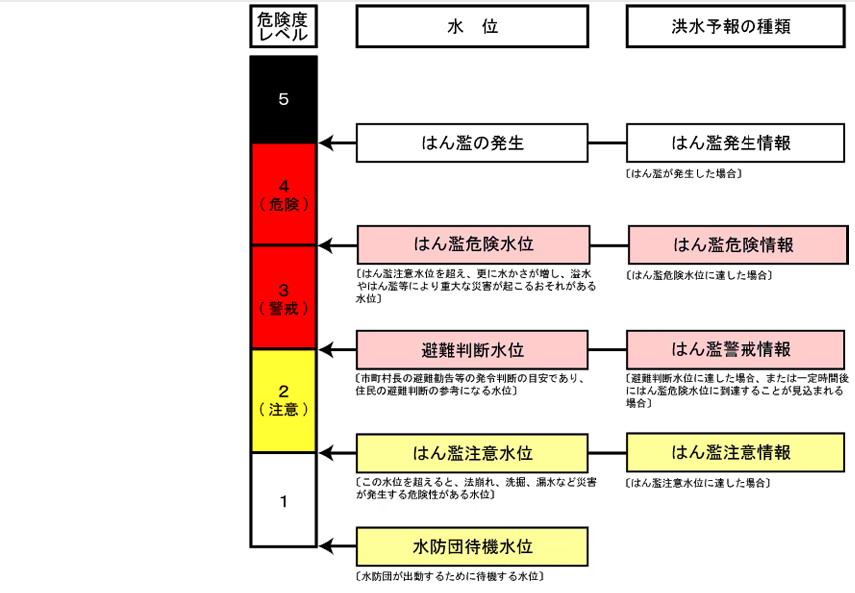 危険度
レベル
水　位
洪水予報の種類
5
はん濫の発生
はん濫発生情報
〔はん濫が発生した場合〕
4
（危険）
はん濫危険水位
はん濫危険情報
〔はん濫注意水位を超え、更に水かさが増し、溢水
やはん濫等により重大な災害が起こるおそれがある
水位〕
〔はん濫危険水位に達した場合〕
3
（警戒）
避難判断水位
はん濫警戒情報
〔市町村長の避難勧告等の発令判断の目安であり、
住民の避難判断の参考になる水位〕
〔避難判断水位に達した場合、または一定時間後
にはん濫危険水位に到達することが見込まれる
場合〕
2
（注意）
はん濫注意水位
はん濫注意情報
〔この水位を超えると、法崩れ、洗掘、漏水など災害
が発生する危険性がある水位〕
〔はん濫注意水位に達した場合〕
1
水防団待機水位
〔水防団が出動するために待機する水位〕